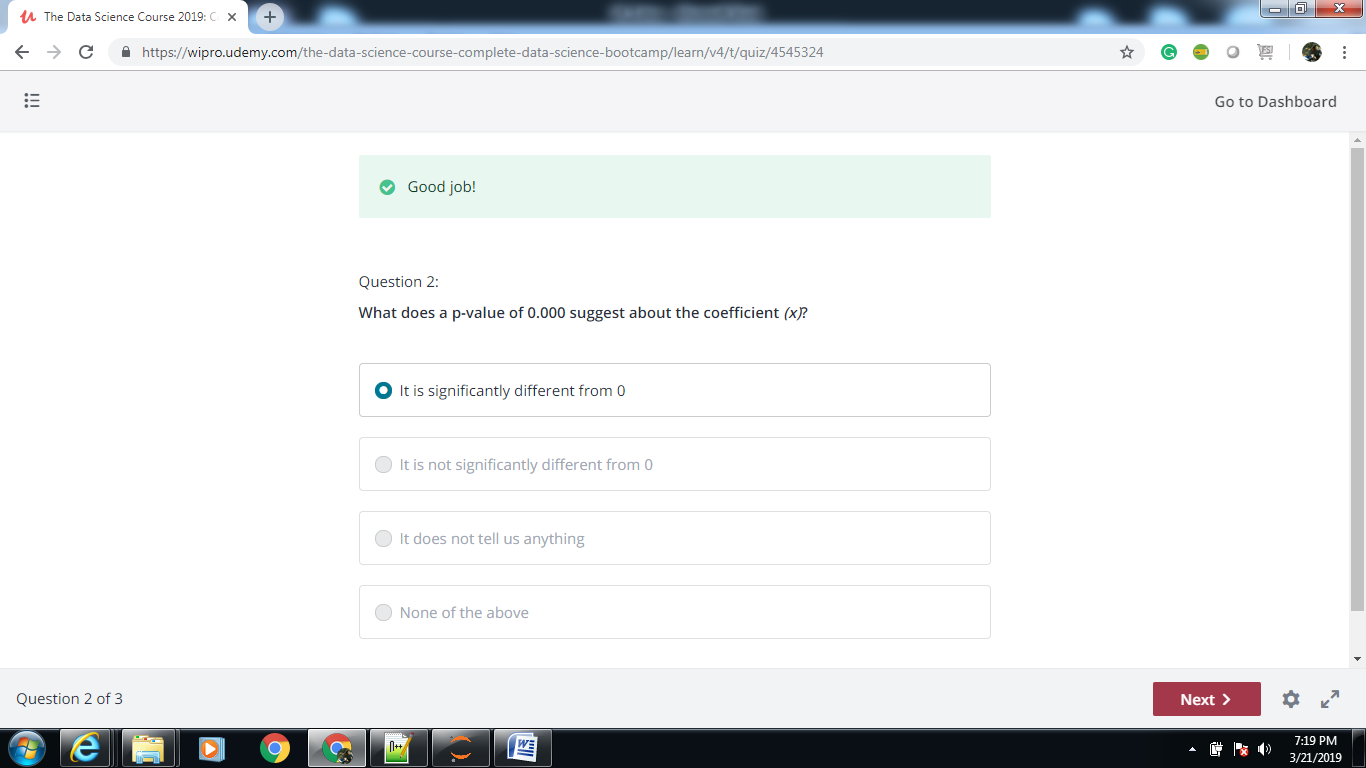 The Data Science Course 2019: C
https://wipro.udemy.com/the-data-science-course-complete-data-science-bootcamp/learn/v4/t/quiz/4545324
Go to Dashboard
Good job!
Question 2:
What does a p-value of 0.000 suggest about the coefficient (x)?
It is significantly different from 0
It is not significantly different from 0
It does not tell us anything
None of the above
Question 2 of 3
Next
7:19 PM
3/21/2019